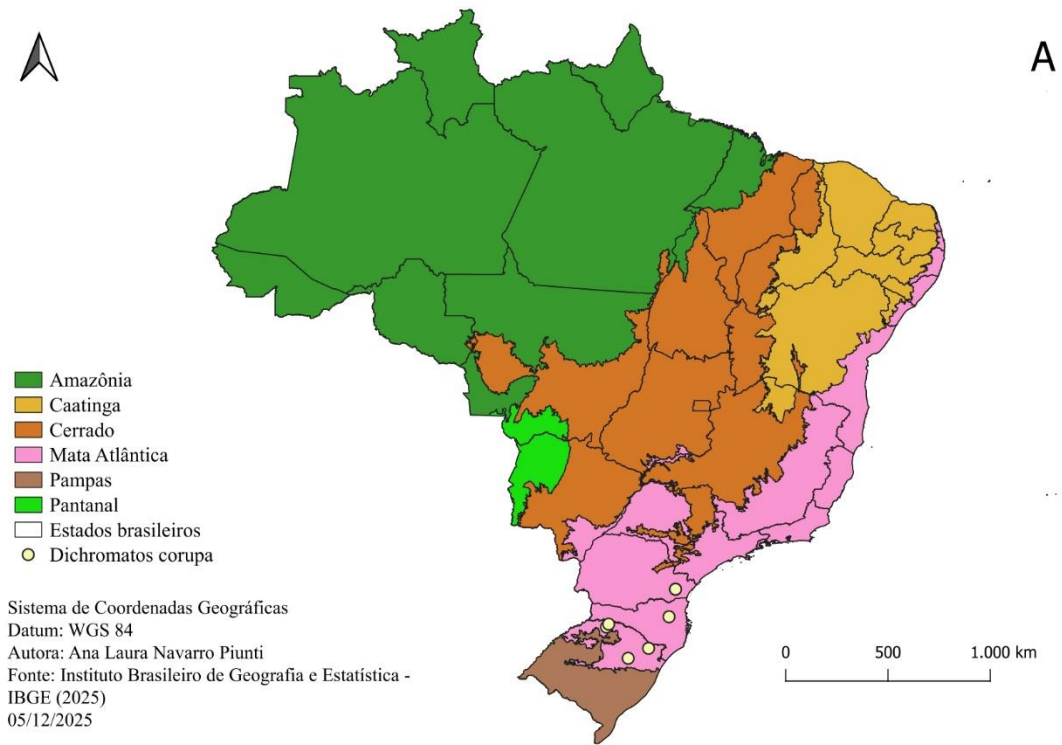 A
Amazônia
Caatinga
Cerrado
Mata Atlântica
Pampas
Pantanal
Estados brasileiros
Dichromatos corupa
Sistema de Coordenadas Geográficas
Datum: WGS 84
Autora: Ana Laura Navarro Piunti
Fonte: Instituto Brasileiro de Geografia e Estatística -
IBGE (2025)
05/12/2025
0 500 1.000 km